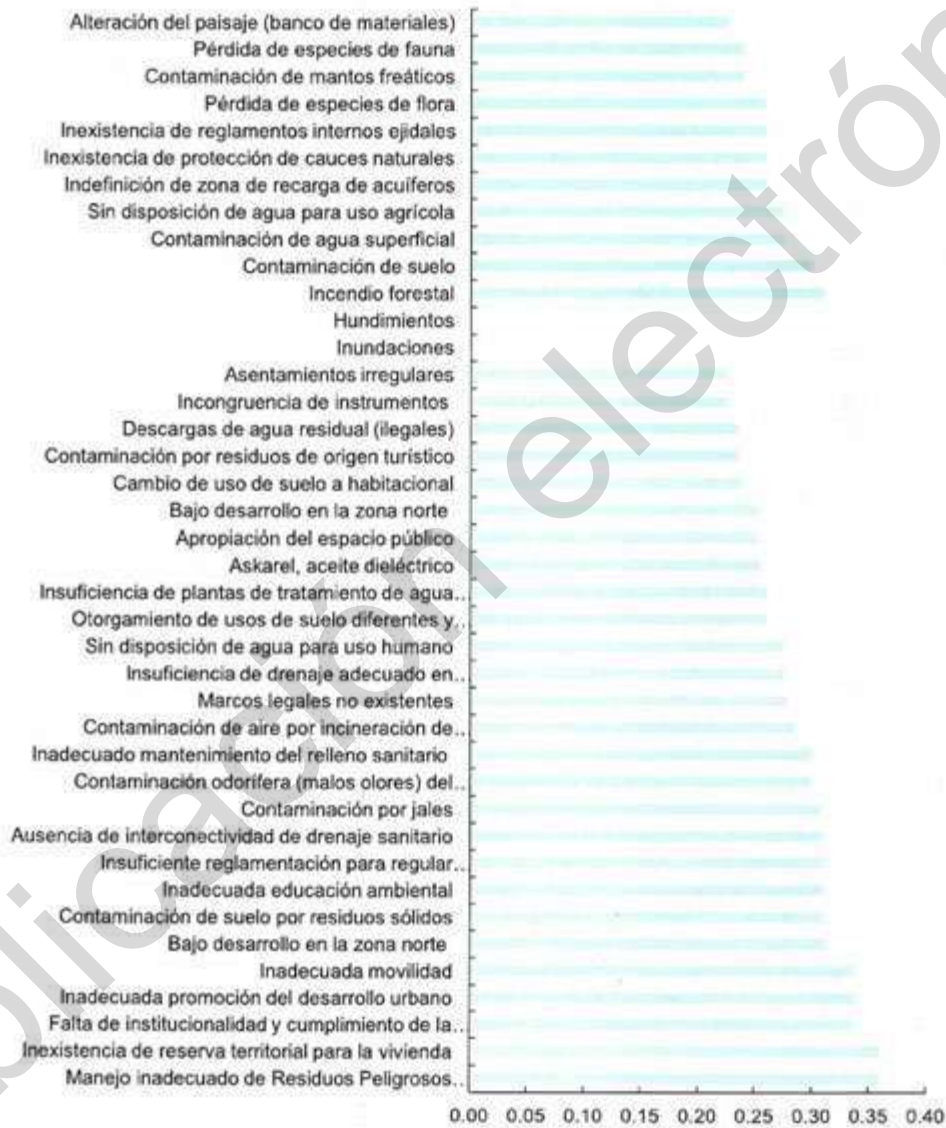 Alteración del paisaje (banco de materiales)
Pérdida de especies de fauna
Contaminación de mantos freáticos
Pérdida de especies de flora
Inexistencia de reglamentos internos ejidales
Inexistencia de protección de cauces naturales
Indefinición de zona de recarga de acuíferos
Sin disposición de agua para uso agrícola
Contaminación de agua superficial
Contaminación de suelo
Incendio forestal
Hundimientos
Inundaciones
Asentamientos irregulares
Incongruencia de instrumentos
Descargas de agua residual (ilegales)
Contaminación por residuos de origen turístico
Cambio de uso de suelo a habitacional
Bajo desarrollo en la zona norte
Apropiación del espacio público
Askarel, aceite dieléctrico
Insuficiencia de plantas de tratamiento de agua..
Otorgamiento de usos de suelo diferentes y..
Sin disposición de agua para uso humano
Insuficiencia de drenaje adecuado en..
Marcos legales no existentes
Contaminación de aire por incineración de..
Inadecuado mantenimiento del relleno sanitario
Contaminación odorífera (malos olores) del..
Contaminación por jales
Ausencia de interconectividad de drenaje sanitario
Insuficiente reglamentación para regular..
Inadecuada educación ambiental
Contaminación de suelo por residuos sólidos
Bajo desarrollo en la zona norte
Inadecuada movilidad
Inadecuada promoción del desarrollo urbano
Falta de institucionalidad y cumplimiento de la..
Inexistencia de reserva territorial para la vivienda
Manejo inadecuado de Residuos Peligrosos..
0.00 0.05 0.10 0.15 0.20 0.25 0.30 0.35 0.40
blicación electrón